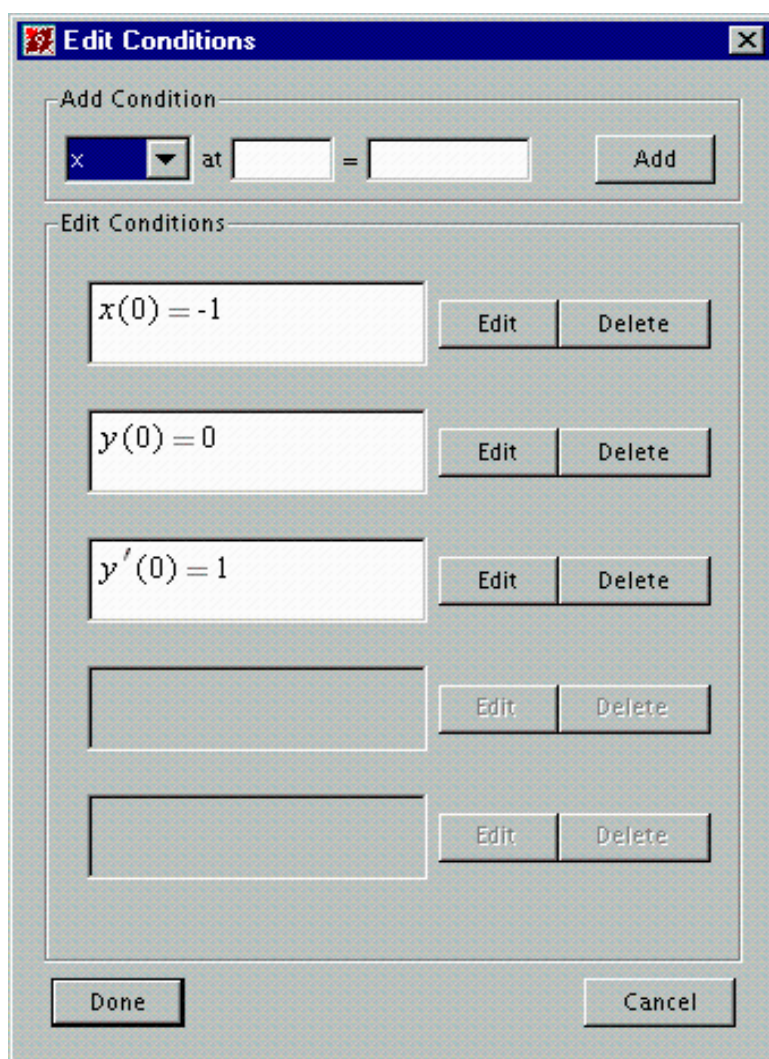 Edit Conditions
Add Condition
x at = Add
Edit Conditions
x(0) = -1 Edit Delete
y(0) = 0 Edit Delete
y′(0) = 1 Edit Delete
Edit Delete
Edit Delete
Done Cancel